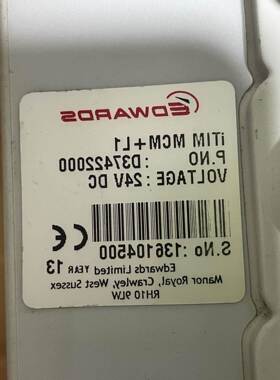 EDWARDS
iTIM MCM+L1
P.NO : D37422000
VOLTAGE : 24V DC
S.No :136104500
Edwards Limited YEAR 13
Manor Royal, Crawley, West Sussex
RH10 9LW
CE